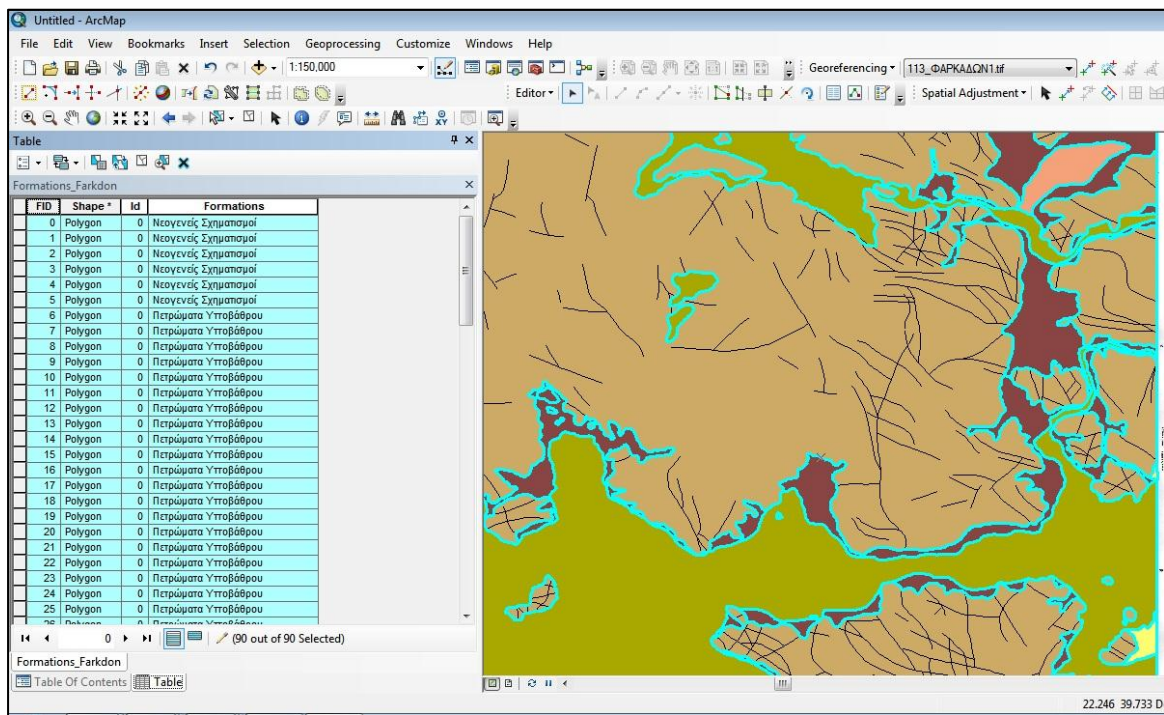 Untitled - ArcMap
File Edit View Bookmarks Insert Selection Geoprocessing Customize Windows Help
1:150,000
Georeferencing
113_ΦΑΡΚΑΔΩΝ1.tif
Editor
Spatial Adjustment
Table
Formations_Farkdon
FID Shape * Id Formations
0 Polygon 0 Νεογενείς Σχηματισμοί
1 Polygon 0 Νεογενείς Σχηματισμοί
2 Polygon 0 Νεογενείς Σχηματισμοί
3 Polygon 0 Νεογενείς Σχηματισμοί
4 Polygon 0 Νεογενείς Σχηματισμοί
5 Polygon 0 Νεογενείς Σχηματισμοί
6 Polygon 0 Πετρώματα Υποβάθρου
7 Polygon 0 Πετρώματα Υποβάθρου
8 Polygon 0 Πετρώματα Υποβάθρου
9 Polygon 0 Πετρώματα Υποβάθρου
10 Polygon 0 Πετρώματα Υποβάθρου
11 Polygon 0 Πετρώματα Υποβάθρου
12 Polygon 0 Πετρώματα Υποβάθρου
13 Polygon 0 Πετρώματα Υποβάθρου
14 Polygon 0 Πετρώματα Υποβάθρου
15 Polygon 0 Πετρώματα Υποβάθρου
16 Polygon 0 Πετρώματα Υποβάθρου
17 Polygon 0 Πετρώματα Υποβάθρου
18 Polygon 0 Πετρώματα Υποβάθρου
19 Polygon 0 Πετρώματα Υποβάθρου
20 Polygon 0 Πετρώματα Υποβάθρου
21 Polygon 0 Πετρώματα Υποβάθρου
22 Polygon 0 Πετρώματα Υποβάθρου
23 Polygon 0 Πετρώματα Υποβάθρου
24 Polygon 0 Πετρώματα Υποβάθρου
25 Polygon 0 Πετρώματα Υποβάθρου
0 (90 out of 90 Selected)
Formations_Farkdon
Table Of Contents Table
22.246 39.733 D